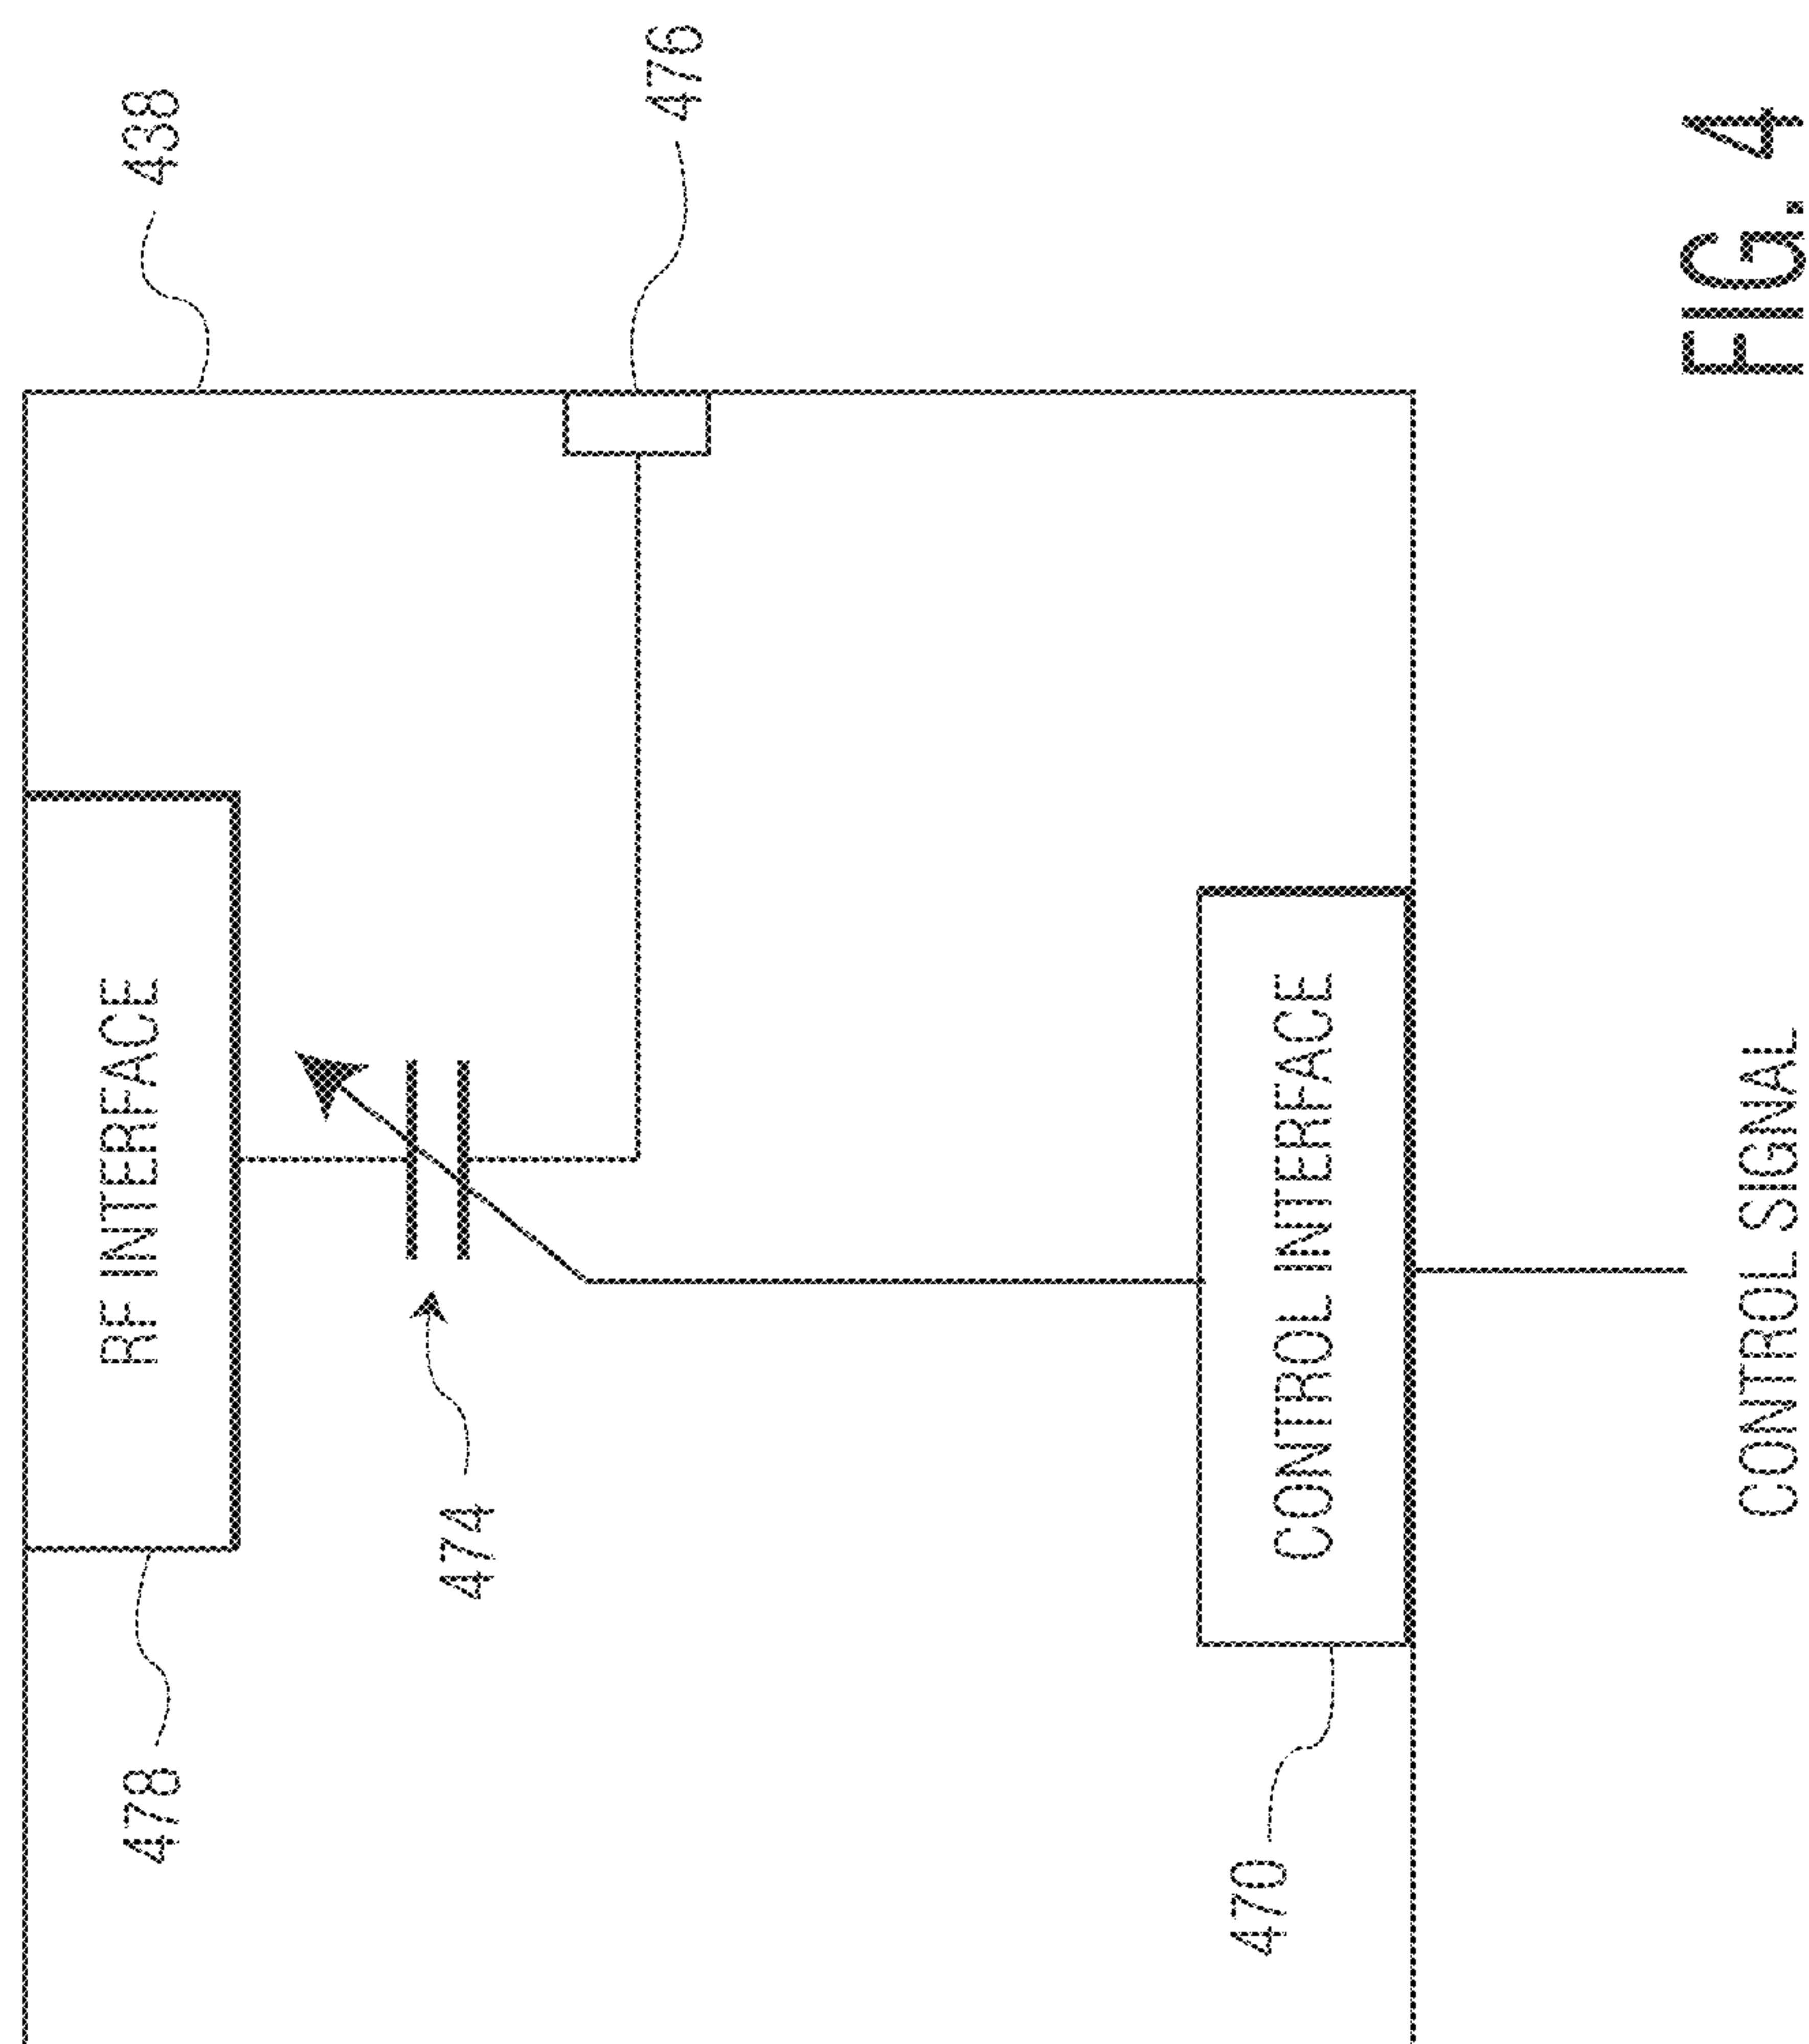 478
RF INTERFACE
438
474
476
470
CONTROL INTERFACE
CONTROL SIGNAL
FIG. 4